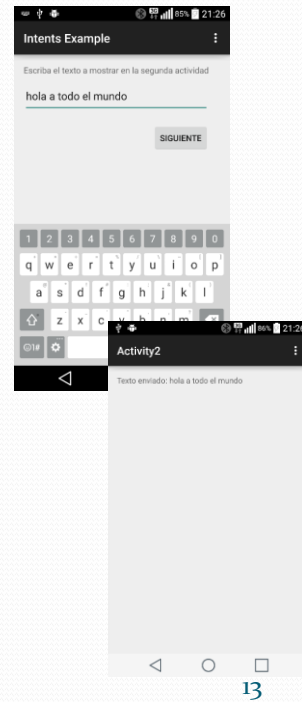 85% 21:26
Intents Example
Escriba el texto a mostrar en la segunda actividad
hola a todo el mundo
SIGUIENTE
1 2 3 4 5 6 7 8 9 0
q w e r t y u i o p
a s d f g h j k l
z x c v b n m
86% 21:26
Activity2
Texto enviado: hola a todo el mundo
13